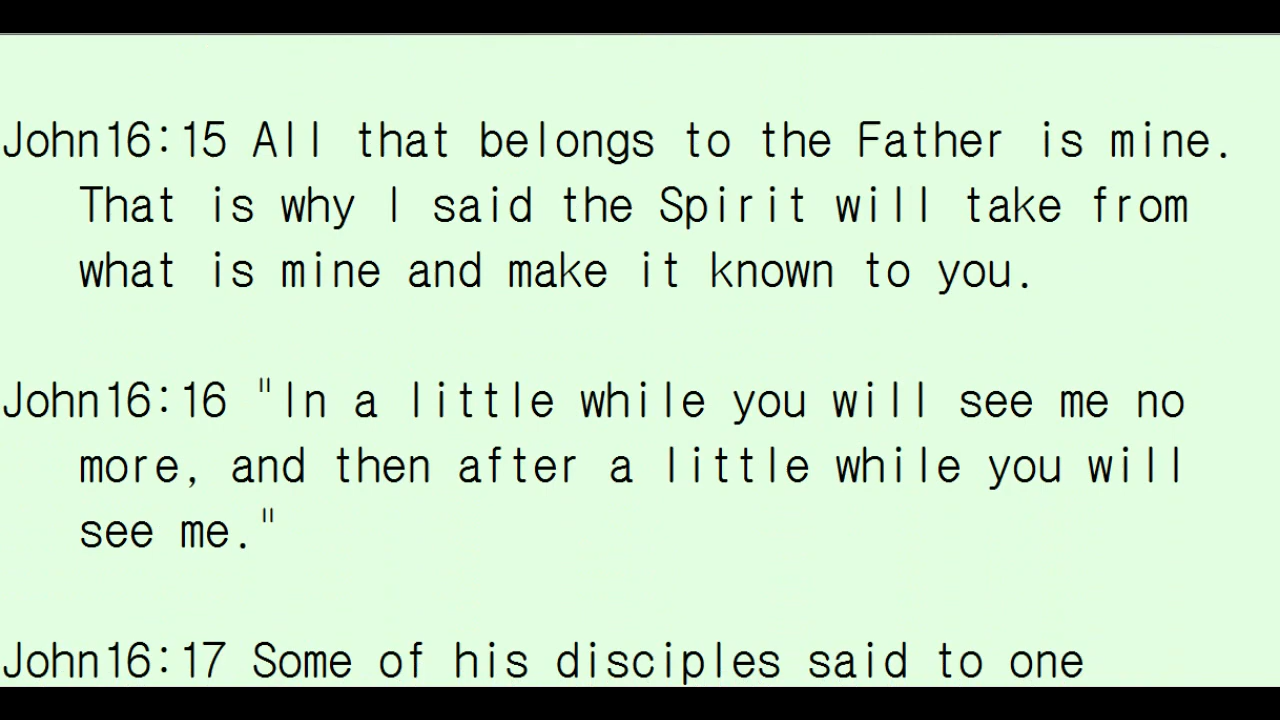 John16:15 All that belongs to the Father is mine.
That is why I said the Spirit will take from
what is mine and make it known to you.
John16:16 "In a little while you will see me no
more, and then after a little while you will
see me."
John16:17 Some of his disciples said to one